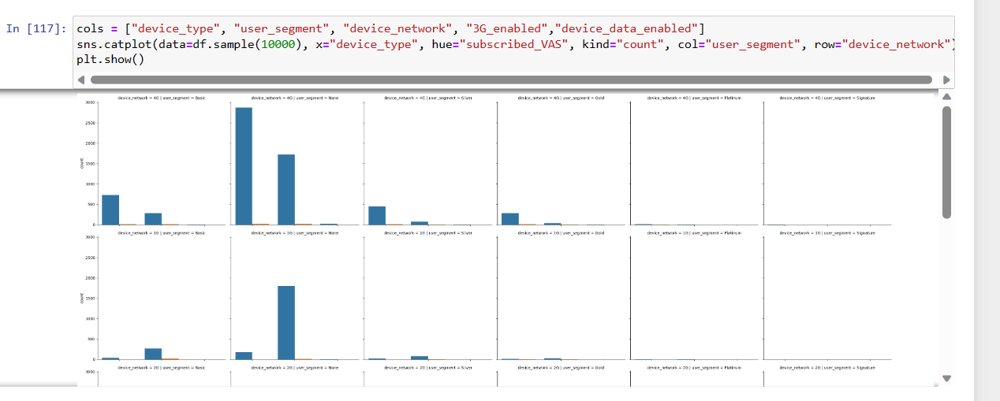 In [117]:
cols = ["device_type", "user_segment", "device_network", "3G_enabled","device_data_enabled"]
sns.catplot(data=df.sample(10000), x="device_type", hue="subscribed_VAS", kind="count", col="user_segment", row="device_network")
plt.show()
device_network = 4G | user_segment = Basic
device_network = 4G | user_segment = None
device_network = 4G | user_segment = Silver
device_network = 4G | user_segment = Gold
device_network = 4G | user_segment = Platinum
device_network = 4G | user_segment = Signature
3000
2500
2000
1500
1000
500
0
count
device_network = 3G | user_segment = Basic
device_network = 3G | user_segment = None
device_network = 3G | user_segment = Silver
device_network = 3G | user_segment = Gold
device_network = 3G | user_segment = Platinum
device_network = 3G | user_segment = Signature
3000
2500
2000
1500
1000
500
0
count
device_network = 2G | user_segment = Basic
device_network = 2G | user_segment = None
device_network = 2G | user_segment = Silver
device_network = 2G | user_segment = Gold
device_network = 2G | user_segment = Platinum
device_network = 2G | user_segment = Signature
3000